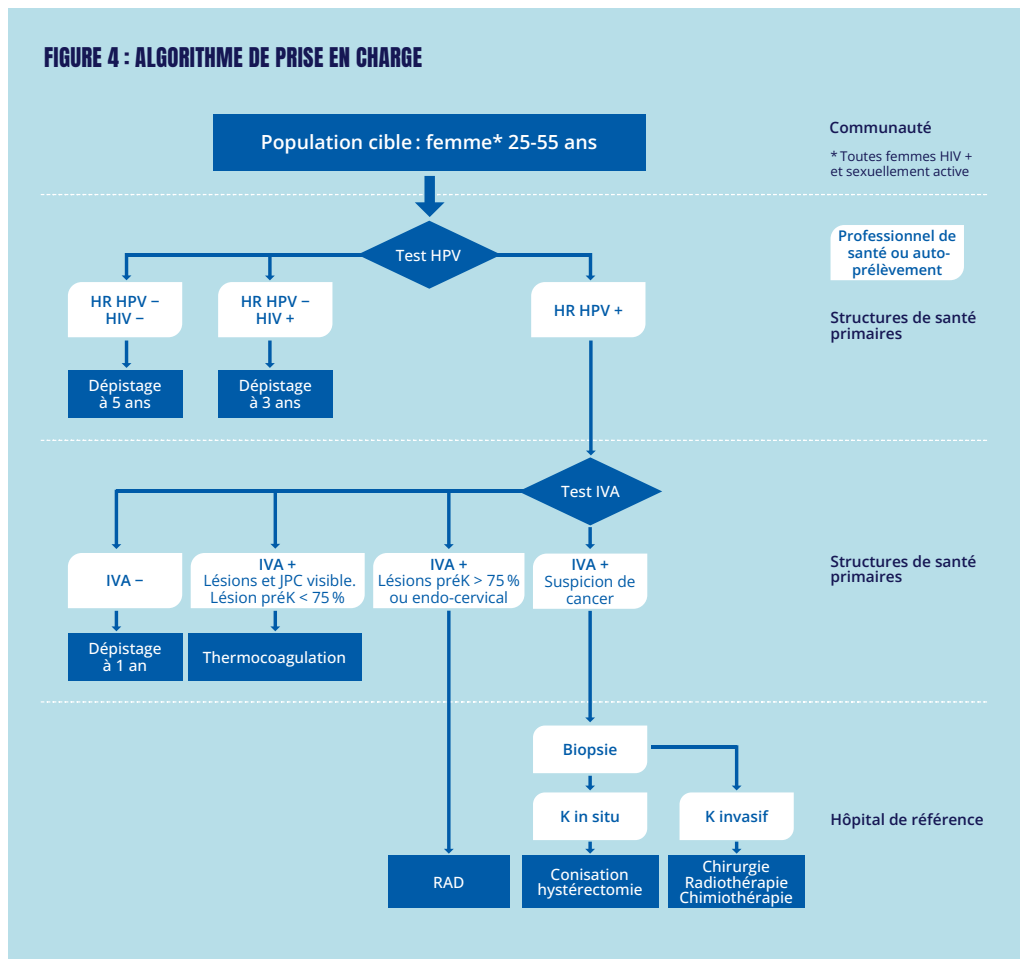 FIGURE 4 : ALGORITHME DE PRISE EN CHARGE
Population cible : femme* 25-55 ans
Communauté
* Toutes femmes HIV +
et sexuellement active
Test HPV
Professionnel de
santé ou auto-
prélèvement
HR HPV –
HIV –
HR HPV –
HIV +
HR HPV +
Structures de santé
primaires
Dépistage
à 5 ans
Dépistage
à 3 ans
Test IVA
IVA –
IVA +
Lésions et JPC visible.
Lésion préK < 75 %
IVA +
Lésions préK > 75 %
ou endo-cervical
IVA +
Suspicion de
cancer
Structures de santé
primaires
Dépistage
à 1 an
Thermocoagulation
Biopsie
K in situ
K invasif
Hôpital de référence
RAD
Conisation
hystérectomie
Chirurgie
Radiothérapie
Chimiothérapie